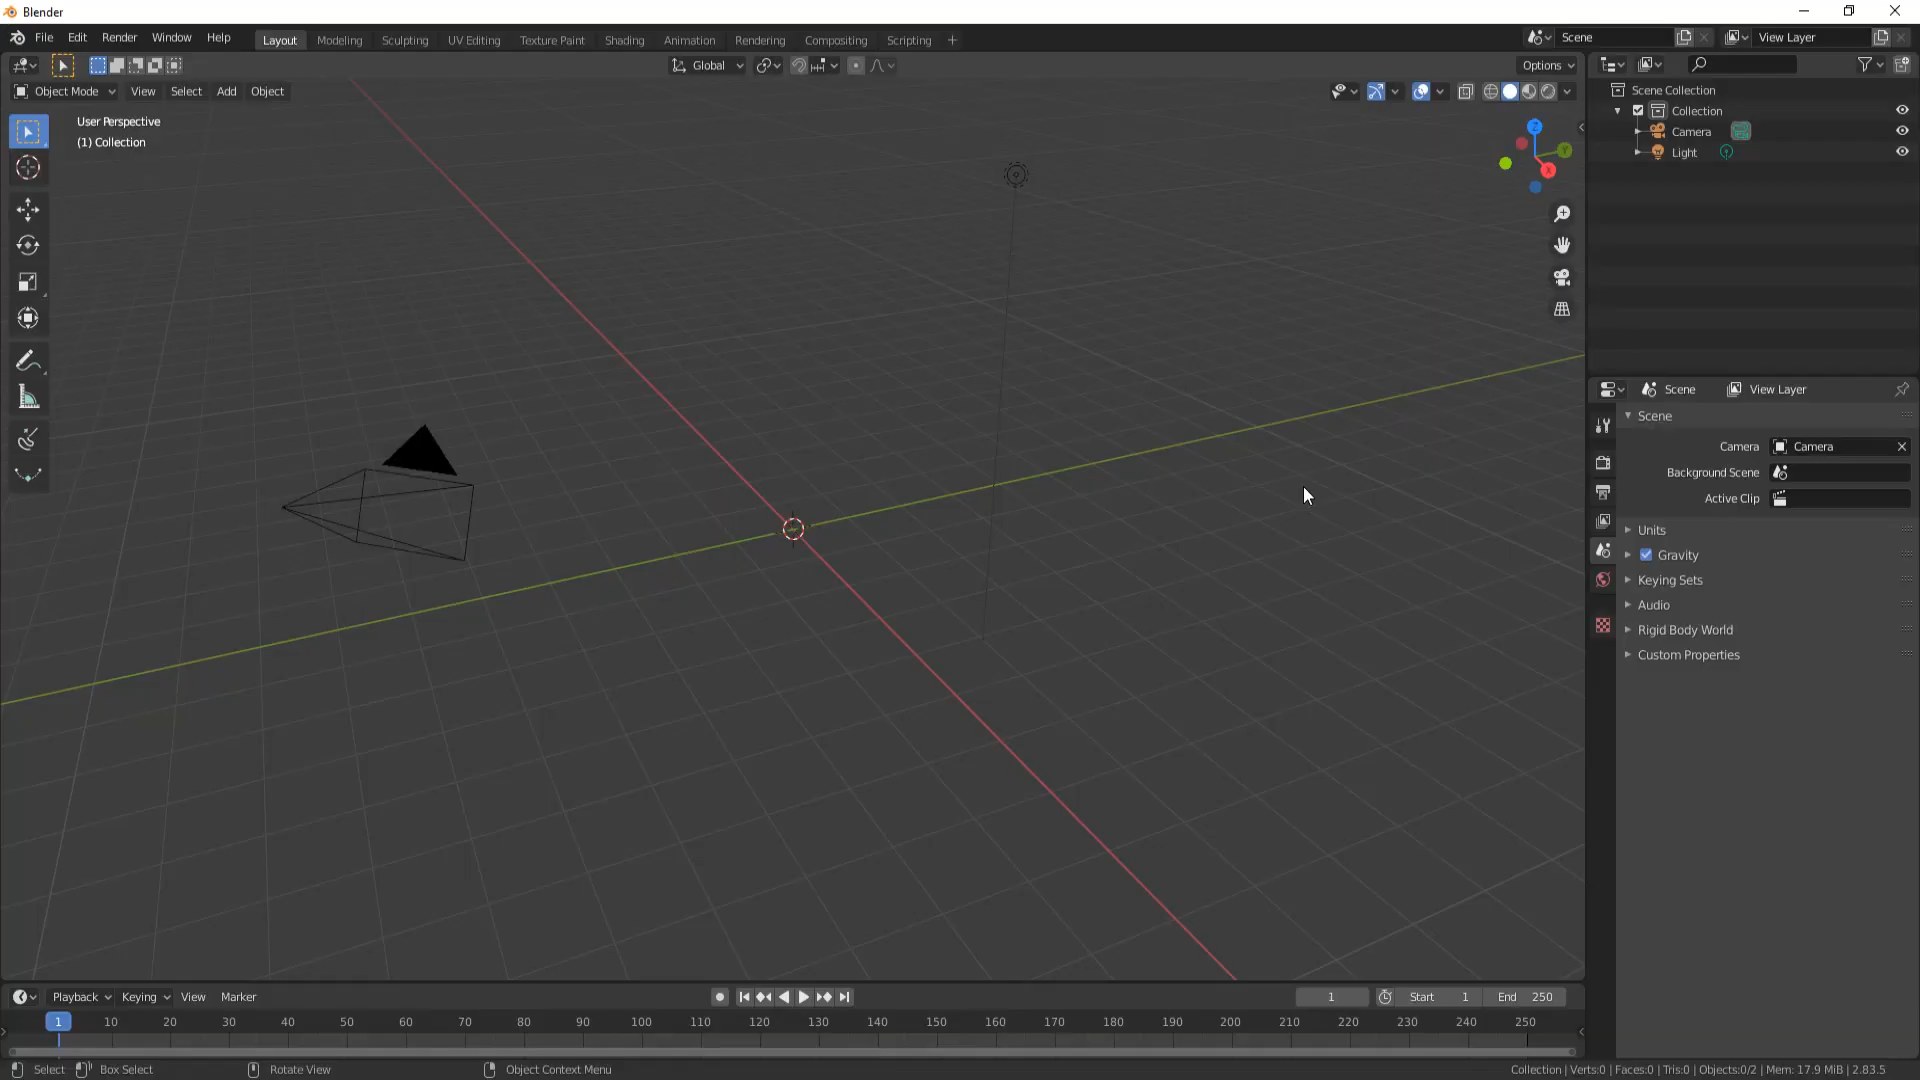 Blender
File Edit Render Window Help Layout Modeling Sculpting UV Editing Texture Paint Shading Animation Rendering Compositing Scripting + Scene View Layer
Global Options
Object Mode View Select Add Object
User Perspective
(1) Collection
Z
Y
X
Scene Collection
Collection
Camera
Light
Scene View Layer
Scene
Camera Camera
Background Scene
Active Clip
Units
Gravity
Keying Sets
Audio
Rigid Body World
Custom Properties
Playback Keying View Marker 1 Start 1 End 250
1 10 20 30 40 50 60 70 80 90 100 110 120 130 140 150 160 170 180 190 200 210 220 230 240 250
Select Box Select Rotate View Object Context Menu Collection | Verts:0 | Faces:0 | Tris:0 | Objects:0/2 | Mem: 17.9 MiB | 2.83.5